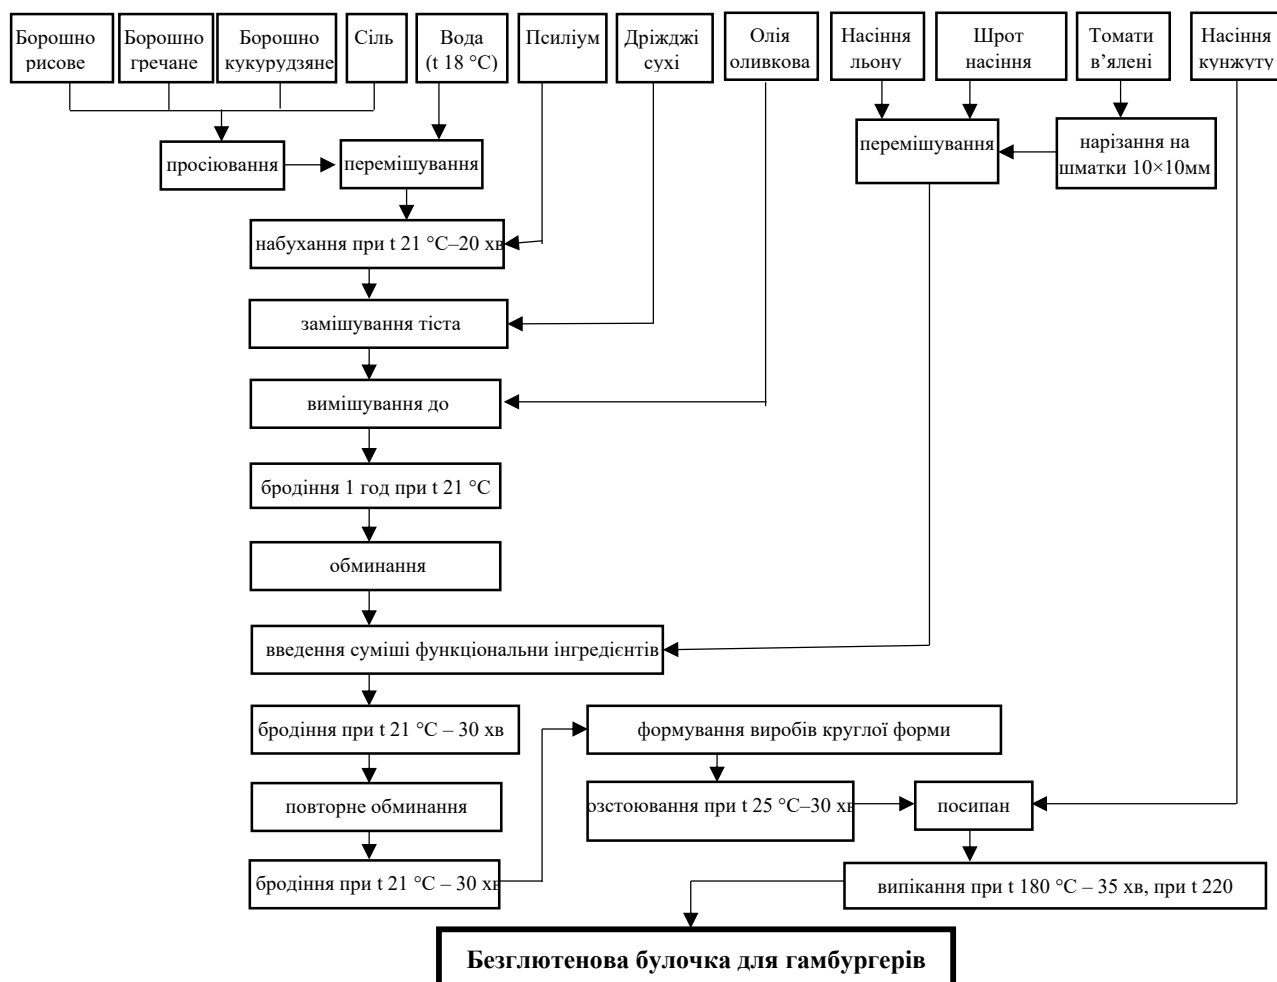 Борошно
рисове
Борошно
гречане
Борошно
кукурудзяне
Сіль
Вода
(t 18 °С)
Псиліум
Дріжджі
сухі
Олія
оливкова
Насіння
льону
Шрот
насіння
Томати
в’ялені
Насіння
кунжуту
просіювання
перемішування
перемішування
нарізання на
шматки 10×10мм
набухання при t 21 °С–20 хв
замішування тіста
вимішування до
бродіння 1 год при t 21 °С
обминання
введення суміші функціональни інгредієнтів
бродіння при t 21 °С – 30 хв
формування виробів круглої форми
повторне обминання
розстоювання при t 25 °С–30 хв
посипан
бродіння при t 21 °С – 30 хв
випікання при t 180 °С – 35 хв, при t 220
Безглютенова булочка для гамбургерів